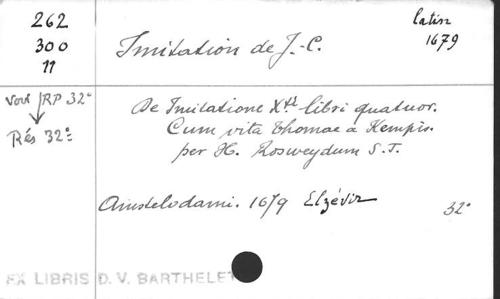 262
300
11
Imitation de J.-C.
latin
1679
voir RP 32°
Rés 32°
De Imitatione Xti libri quatuor.
Cum vita Thomae a Kempis.
per H. Rosweydum S.J.
Amstelodami. 1679 Elzévir
32°
EX LIBRIS D. V. BARTHELET